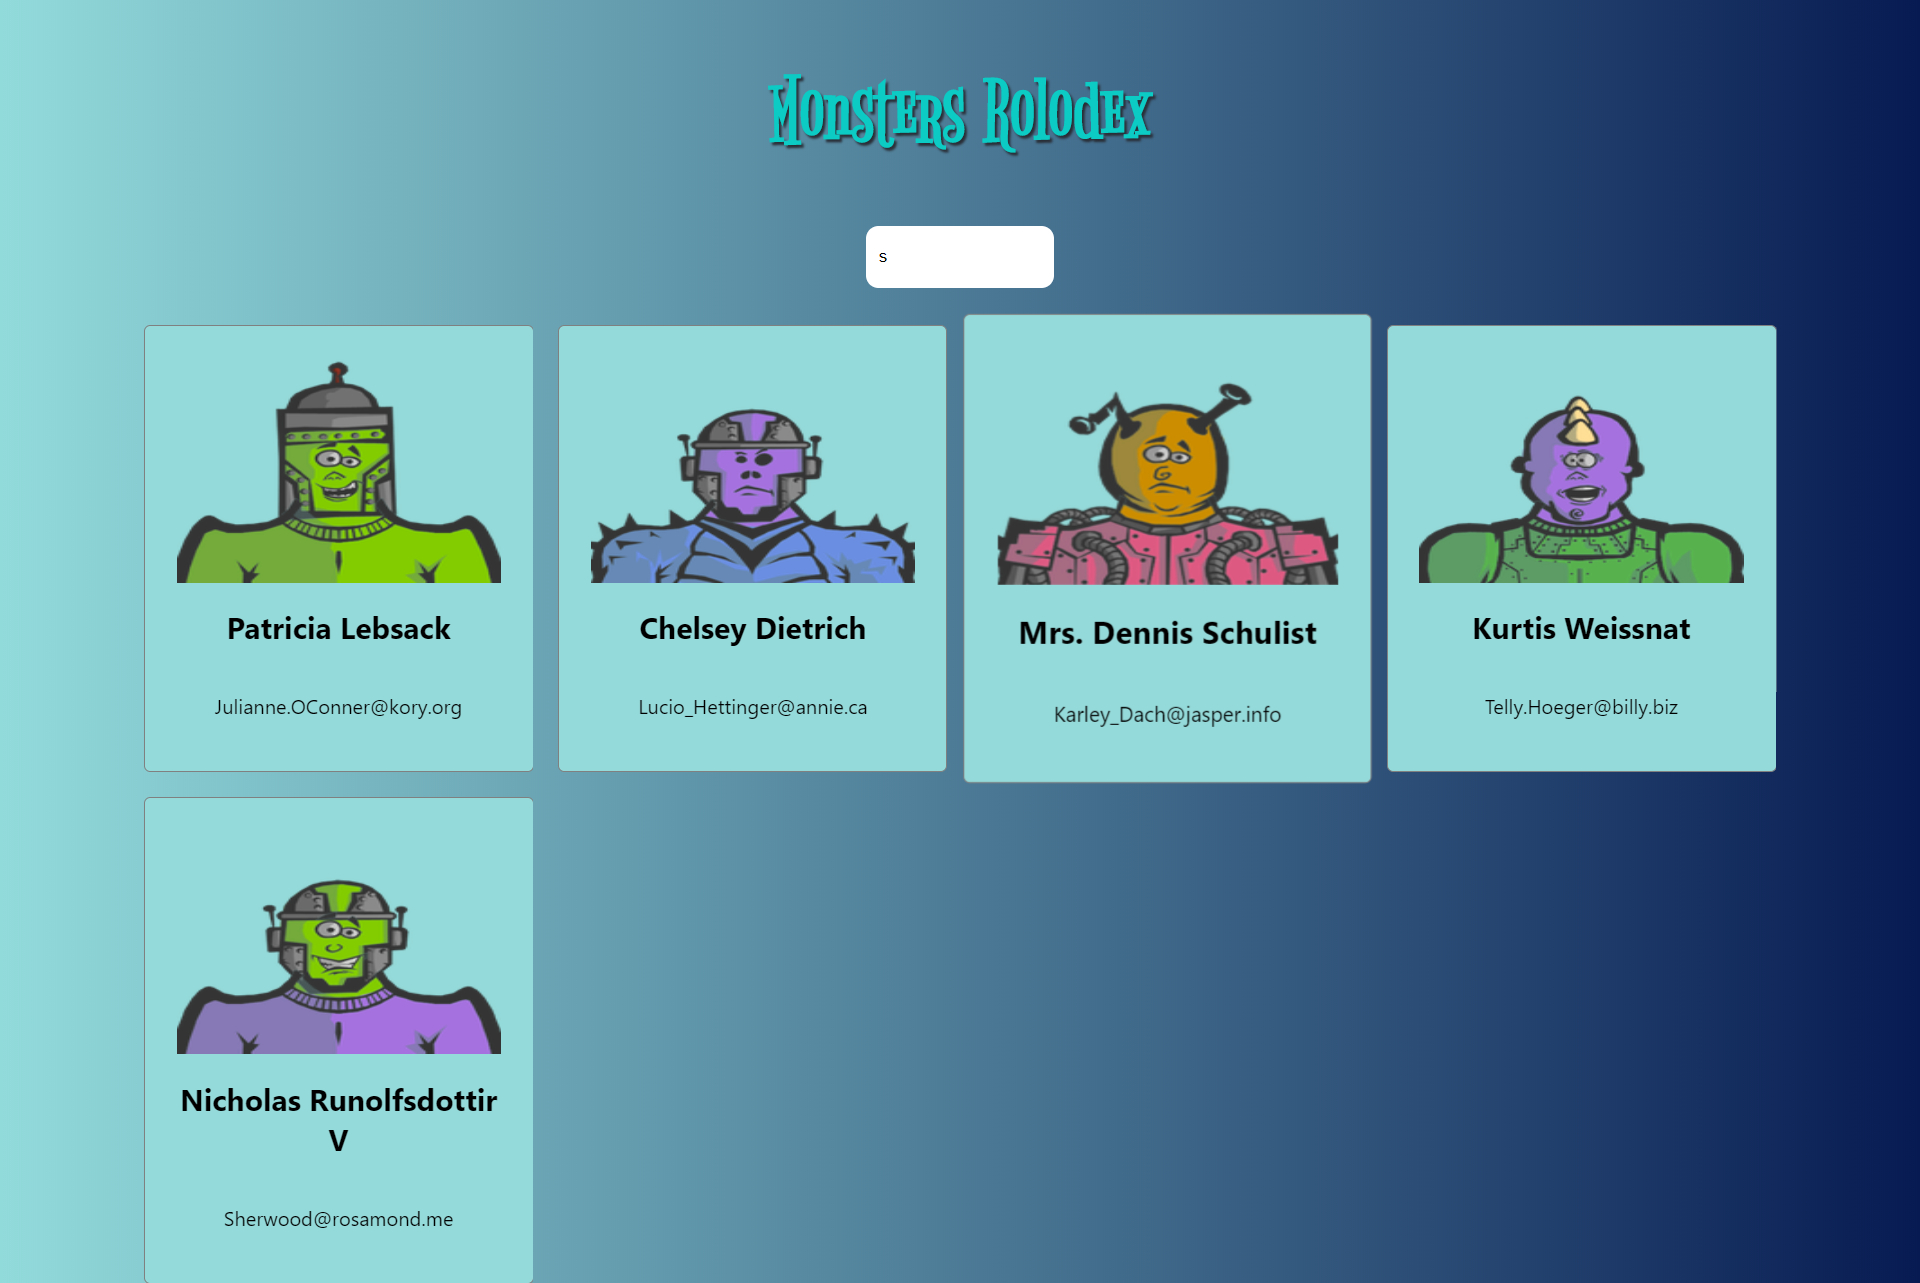 Monsters Rolodex
s
Patricia Lebsack
Julianne.OConner@kory.org
Chelsey Dietrich
Lucio_Hettinger@annie.ca
Mrs. Dennis Schulist
Karley_Dach@jasper.info
Kurtis Weissnat
Telly.Hoeger@billy.biz
Nicholas Runolfsdottir
V
Sherwood@rosamond.me